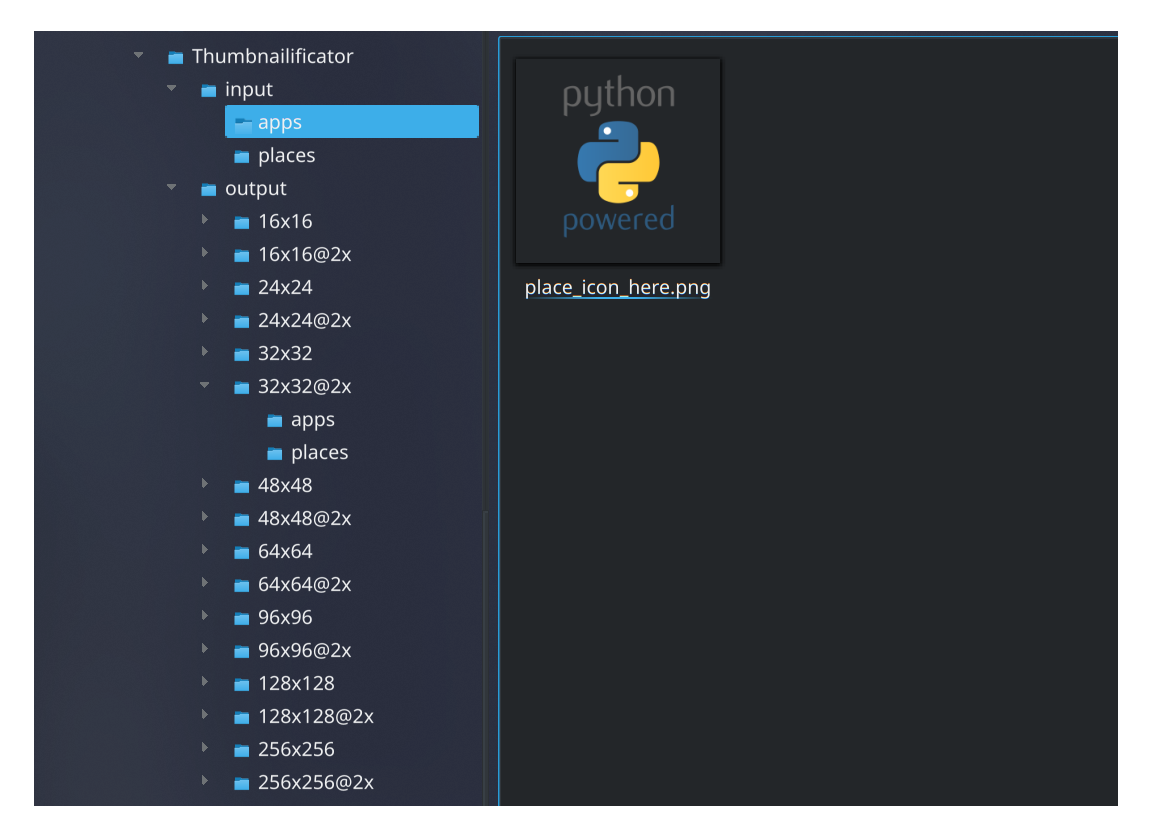 Thumbnailificator
input
apps
places
output
16x16
16x16@2x
24x24
24x24@2x
32x32
32x32@2x
apps
places
48x48
48x48@2x
64x64
64x64@2x
96x96
96x96@2x
128x128
128x128@2x
256x256
256x256@2x
python
powered
place_icon_here.png